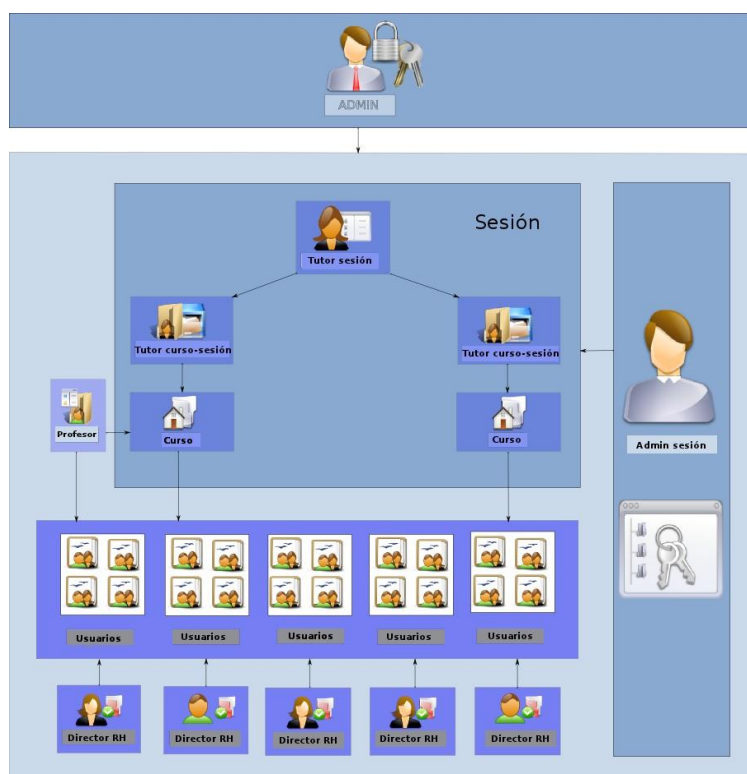 ADMIN
Sesión
Tutor sesión
Tutor curso-sesión
Tutor curso-sesión
Profesor
Curso
Curso
Admin sesión
Usuarios
Usuarios
Usuarios
Usuarios
Usuarios
Director RH
Director RH
Director RH
Director RH
Director RH